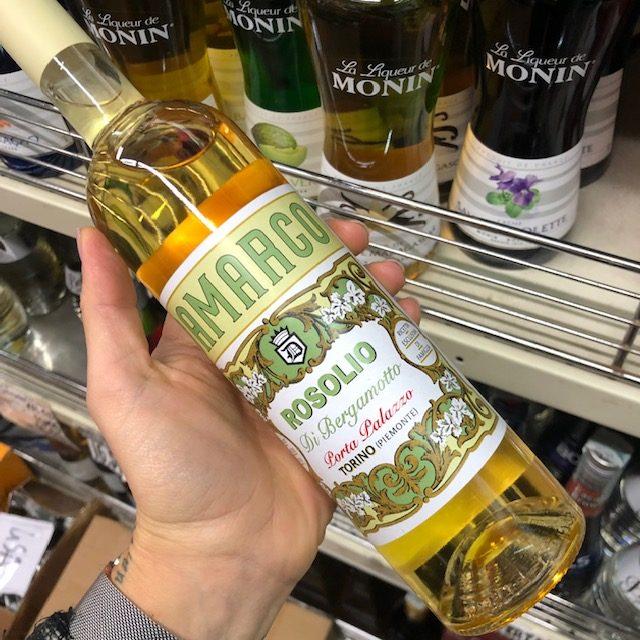 La Liqueur de
MONIN
La Liqueur de
MONIN
La Liqueur de
MONIN
La Liqueur de
MONIN
AMARGO
ROSOLIO
Di Bergamotto
Porta Palazzo
TORINO (PIEMONTE)